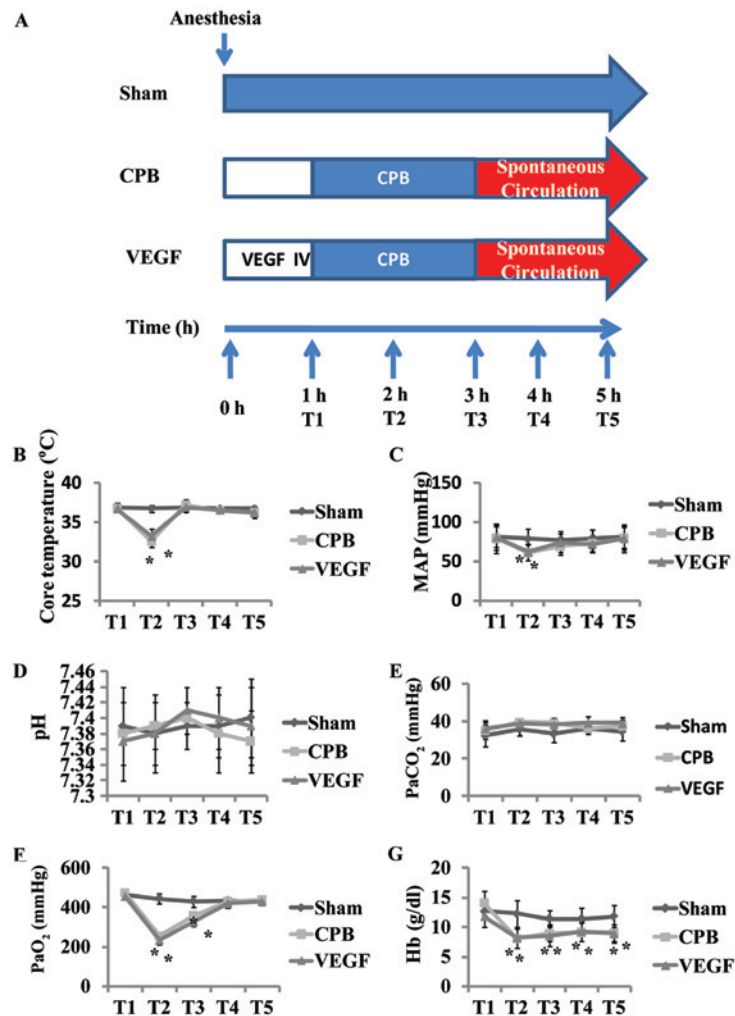 A
Anesthesia
Sham
CPB
CPB
Spontaneous
Circulation
VEGF
VEGF IV
CPB
Spontaneous
Circulation
Time (h)
0 h
1 h
T1
2 h
T2
3 h
T3
4 h
T4
5 h
T5
B
Core temperature (°C)
40
35
30
25
* *
T1 T2 T3 T4 T5
Sham
CPB
VEGF
C
MAP (mmHg)
150
100
50
0
* *
T1 T2 T3 T4 T5
Sham
CPB
VEGF
D
pH
7.46
7.44
7.42
7.4
7.38
7.36
7.34
7.32
7.3
T1 T2 T3 T4 T5
Sham
CPB
VEGF
E
PaCO2 (mmHg)
60
40
20
0
T1 T2 T3 T4 T5
Sham
CPB
VEGF
E
PaO2 (mmHg)
600
400
200
0
* * * *
T1 T2 T3 T4 T5
Sham
CPB
VEGF
G
Hb (g/dl)
20
15
10
5
0
* * * * * * * *
T1 T2 T3 T4 T5
Sham
CPB
VEGF